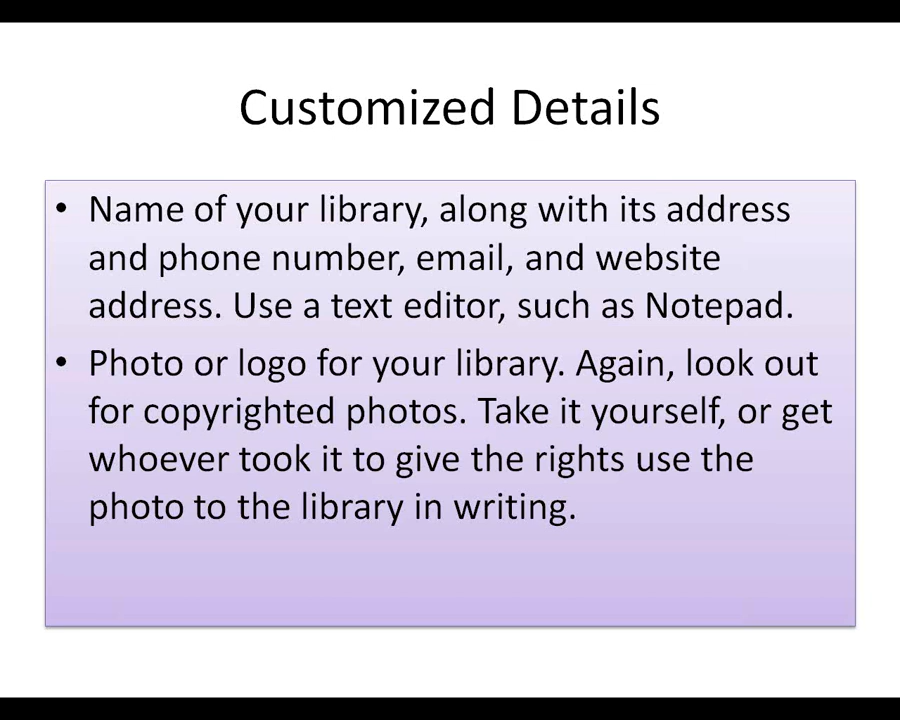 Customized Details
• Name of your library, along with its address
and phone number, email, and website
address. Use a text editor, such as Notepad.
• Photo or logo for your library. Again, look out
for copyrighted photos. Take it yourself, or get
whoever took it to give the rights use the
photo to the library in writing.